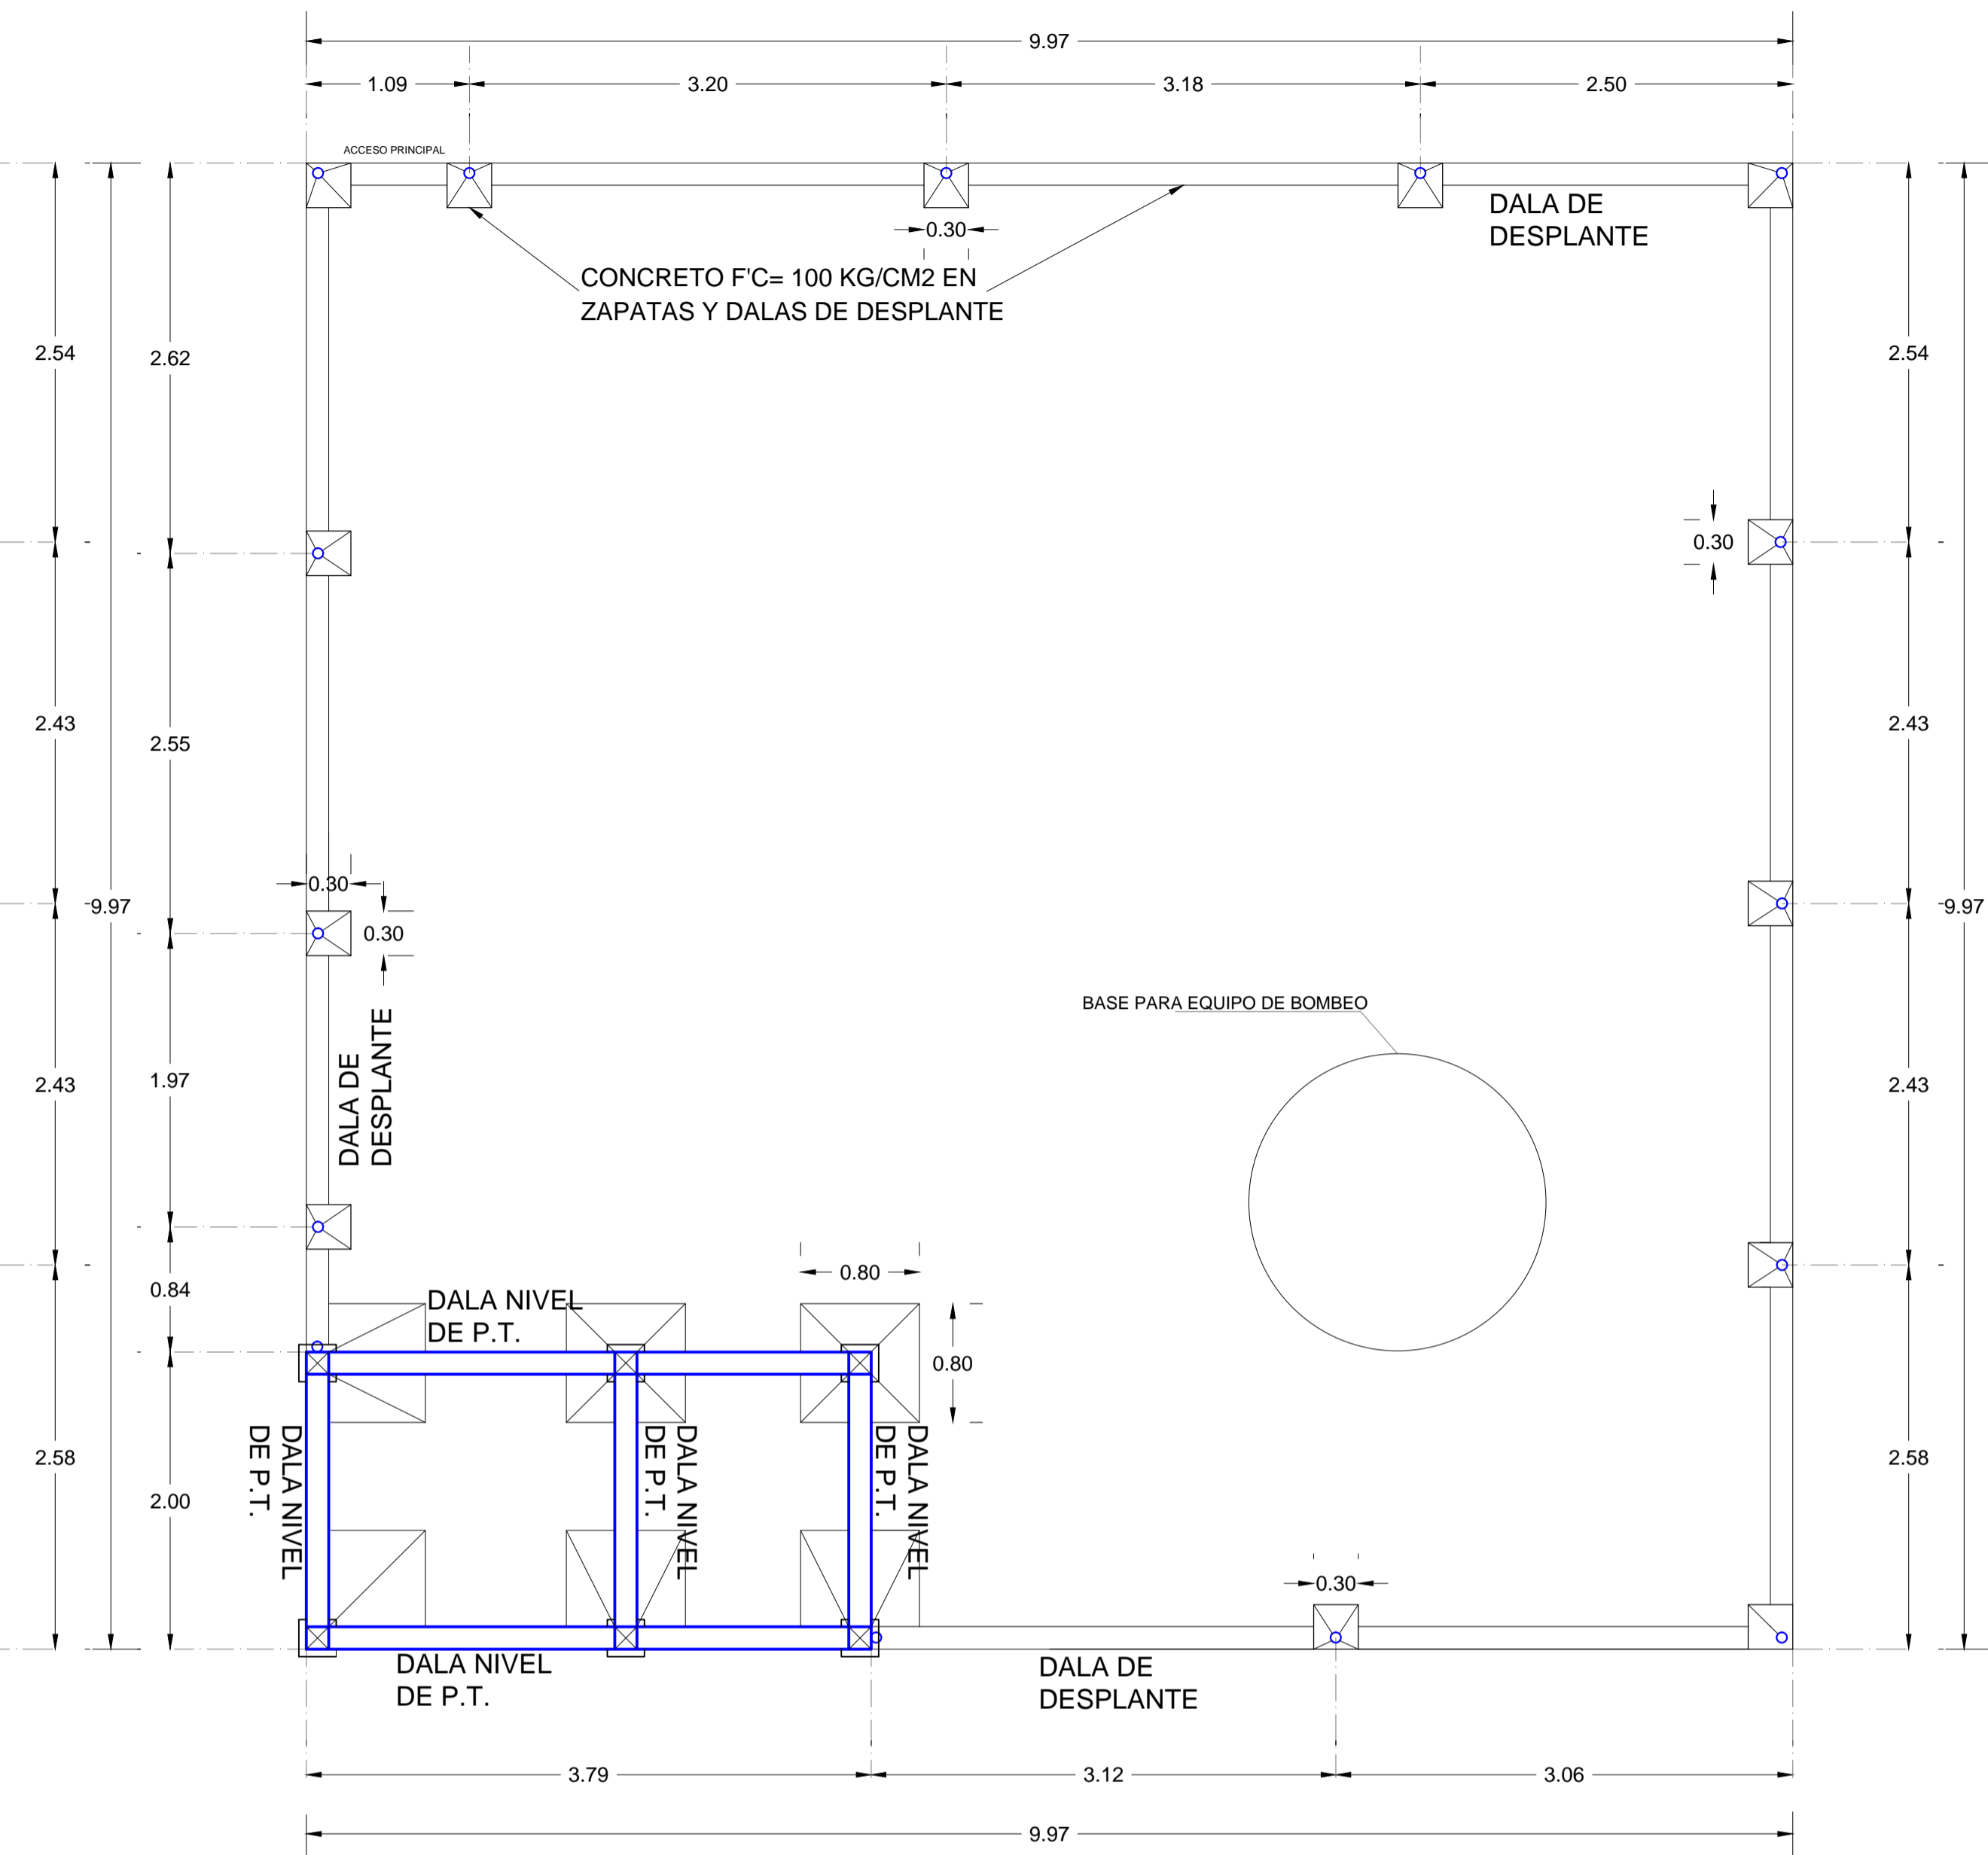 9.97
1.09
3.20
3.18
2.50
ACCESO PRINCIPAL
DALA DE
DESPLANTE
0.30
CONCRETO F'C= 100 KG/CM2 EN
ZAPATAS Y DALAS DE DESPLANTE
2.54
2.62
2.54
0.30
2.43
2.55
2.43
0.30
9.97
9.97
0.30
BASE PARA EQUIPO DE BOMBEO
DALA DE
DESPLANTE
2.43
1.97
2.43
0.84
0.80
DALA NIVEL
DE P.T.
0.80
2.58
2.00
DALA NIVEL
DE P.T.
DALA NIVEL
DE P.T.
DALA NIVEL
DE P.T.
2.58
0.30
DALA NIVEL
DE P.T.
DALA DE
DESPLANTE
3.79
3.12
3.06
9.97